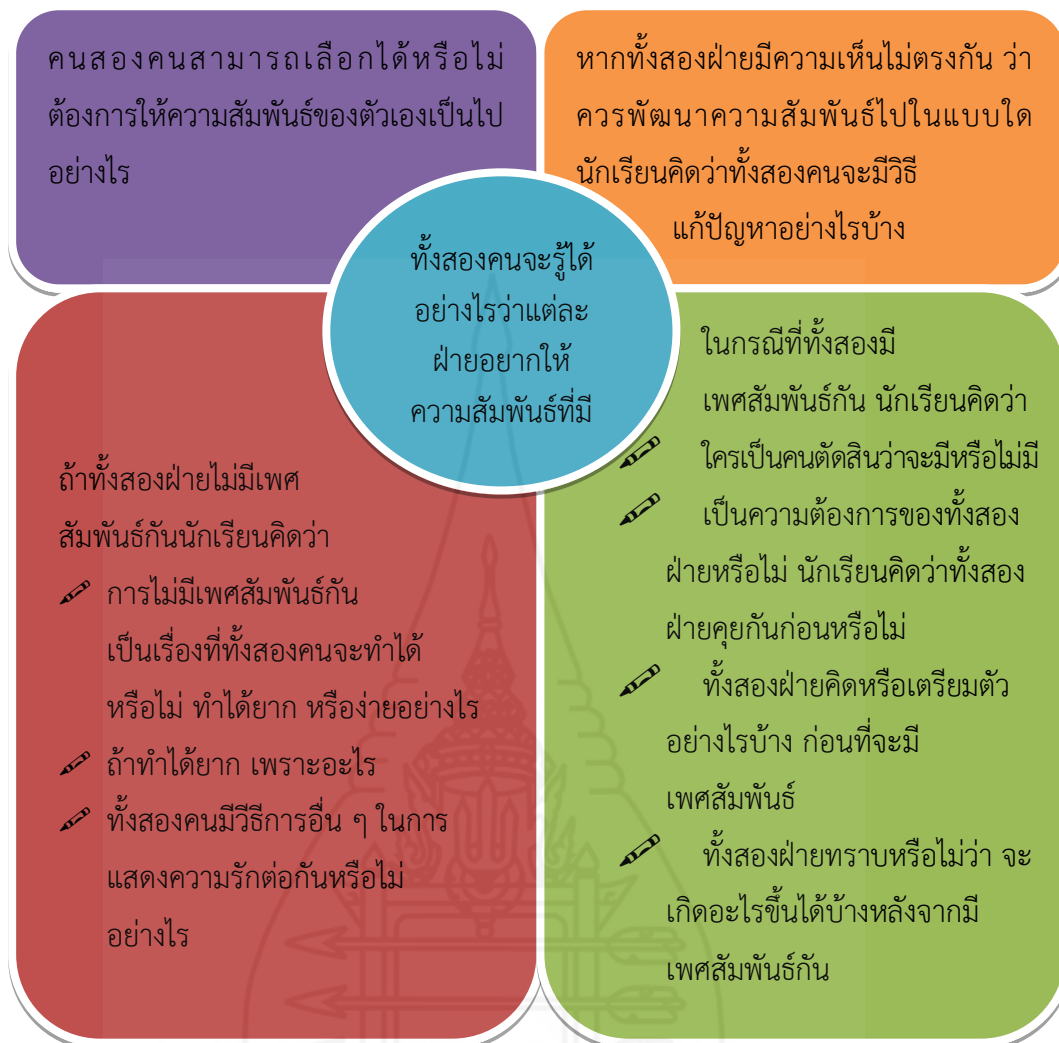 คนสองคนสามารถเลือกได้หรือไม่
ต้องการให้ความสัมพันธ์ของตัวเองเป็นไป
อย่างไร
หากทั้งสองฝ่ายมีความเห็นไม่ตรงกัน ว่า
ควรพัฒนาความสัมพันธ์ไปในแบบใด
นักเรียนคิดว่าทั้งสองคนจะมีวิธี
แก้ปัญหาอย่างไรบ้าง
ทั้งสองคนจะรู้ได้
อย่างไรว่าแต่ละ
ฝ่ายอยากให้
ความสัมพันธ์ที่มี
ถ้าทั้งสองฝ่ายไม่มีเพศ
สัมพันธ์กันนักเรียนคิดว่า
การไม่มีเพศสัมพันธ์กัน
เป็นเรื่องที่ทั้งสองคนจะทำได้
หรือไม่ ทำได้ยาก หรือง่ายอย่างไร
ถ้าทำได้ยาก เพราะอะไร
ทั้งสองคนมีวีธีการอื่น ๆ ในการ
แสดงความรักต่อกันหรือไม่
อย่างไร
ในกรณีที่ทั้งสองมี
เพศสัมพันธ์กัน นักเรียนคิดว่า
ใครเป็นคนตัดสินว่าจะมีหรือไม่มี
เป็นความต้องการของทั้งสอง
ฝ่ายหรือไม่ นักเรียนคิดว่าทั้งสอง
ฝ่ายคุยกันก่อนหรือไม่
ทั้งสองฝ่ายคิดหรือเตรียมตัว
อย่างไรบ้าง ก่อนที่จะมี
เพศสัมพันธ์
ทั้งสองฝ่ายทราบหรือไม่ว่า จะ
เกิดอะไรขึ้นได้บ้างหลังจากมี
เพศสัมพันธ์กัน